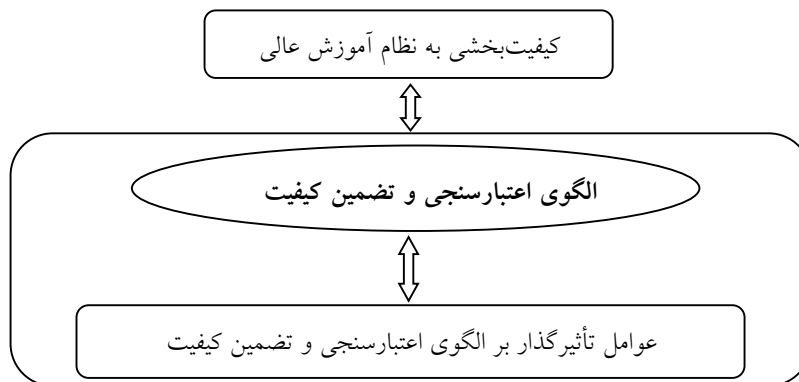 کیفیت‌بخشی به نظام آموزش عالی
الگوی اعتبارسنجی و تضمین کیفیت
عوامل تأثیرگذار بر الگوی اعتبارسنجی و تضمین کیفیت